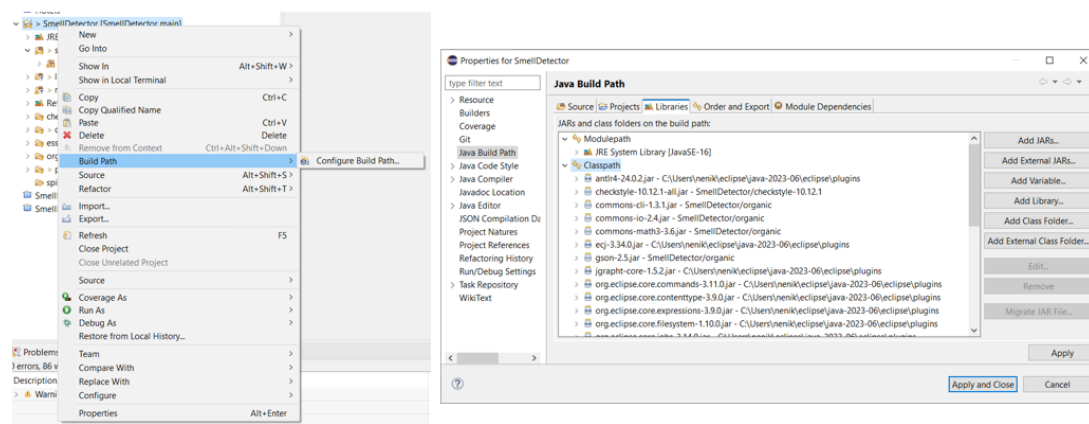 > SmellDetector [SmellDetector main]
New
Go Into
Show In Alt+Shift+W >
Show in Local Terminal
Copy Ctrl+C
Copy Qualified Name
Paste Ctrl+V
Delete Delete
Remove from Context Ctrl+Alt+Shift+Down
Build Path
Source Alt+Shift+S >
Refactor Alt+Shift+T >
Import...
Export...
Refresh F5
Close Project
Close Unrelated Project
Source
Coverage As
Run As
Debug As
Restore from Local History...
Team
Compare With
Replace With
Configure
Properties Alt+Enter
Configure Build Path...
JRE
Smell
Smell
Problems
errors, 86
Description
Warni
Properties for SmellDetector
type filter text
Resource
Builders
Coverage
Git
Java Build Path
Java Code Style
Java Compiler
Javadoc Location
Java Editor
JSON Compilation Da
Project Natures
Project References
Refactoring History
Run/Debug Settings
Task Repository
WikiText
Java Build Path
Source Projects Libraries Order and Export Module Dependencies
JARs and class folders on the build path:
Modulepath
JRE System Library [JavaSE-16]
Classpath
antlr4-24.0.2.jar - C:\Users\nenik\eclipse\java-2023-06\eclipse\plugins
checkstyle-10.12.1-all.jar - SmellDetector/checkstyle-10.12.1
commons-cli-1.3.1.jar - SmellDetector/organic
commons-io-2.4.jar - SmellDetector/organic
commons-math3-3.6.jar - SmellDetector/organic
ecj-3.34.0.jar - C:\Users\nenik\eclipse\java-2023-06\eclipse\plugins
gson-2.5.jar - SmellDetector/organic
jgrapht-core-1.5.2.jar - C:\Users\nenik\eclipse\java-2023-06\eclipse\plugins
org.eclipse.core.commands-3.11.0.jar - C:\Users\nenik\eclipse\java-2023-06\eclipse\plugins
org.eclipse.core.contenttype-3.9.0.jar - C:\Users\nenik\eclipse\java-2023-06\eclipse\plugins
org.eclipse.core.expressions-3.9.0.jar - C:\Users\nenik\eclipse\java-2023-06\eclipse\plugins
org.eclipse.core.filesystem-1.10.0.jar - C:\Users\nenik\eclipse\java-2023-06\eclipse\plugins
Add JARs...
Add External JARs...
Add Variable...
Add Library...
Add Class Folder...
Add External Class Folder...
Edit...
Remove
Migrate JAR File...
Apply
Apply and Close
Cancel